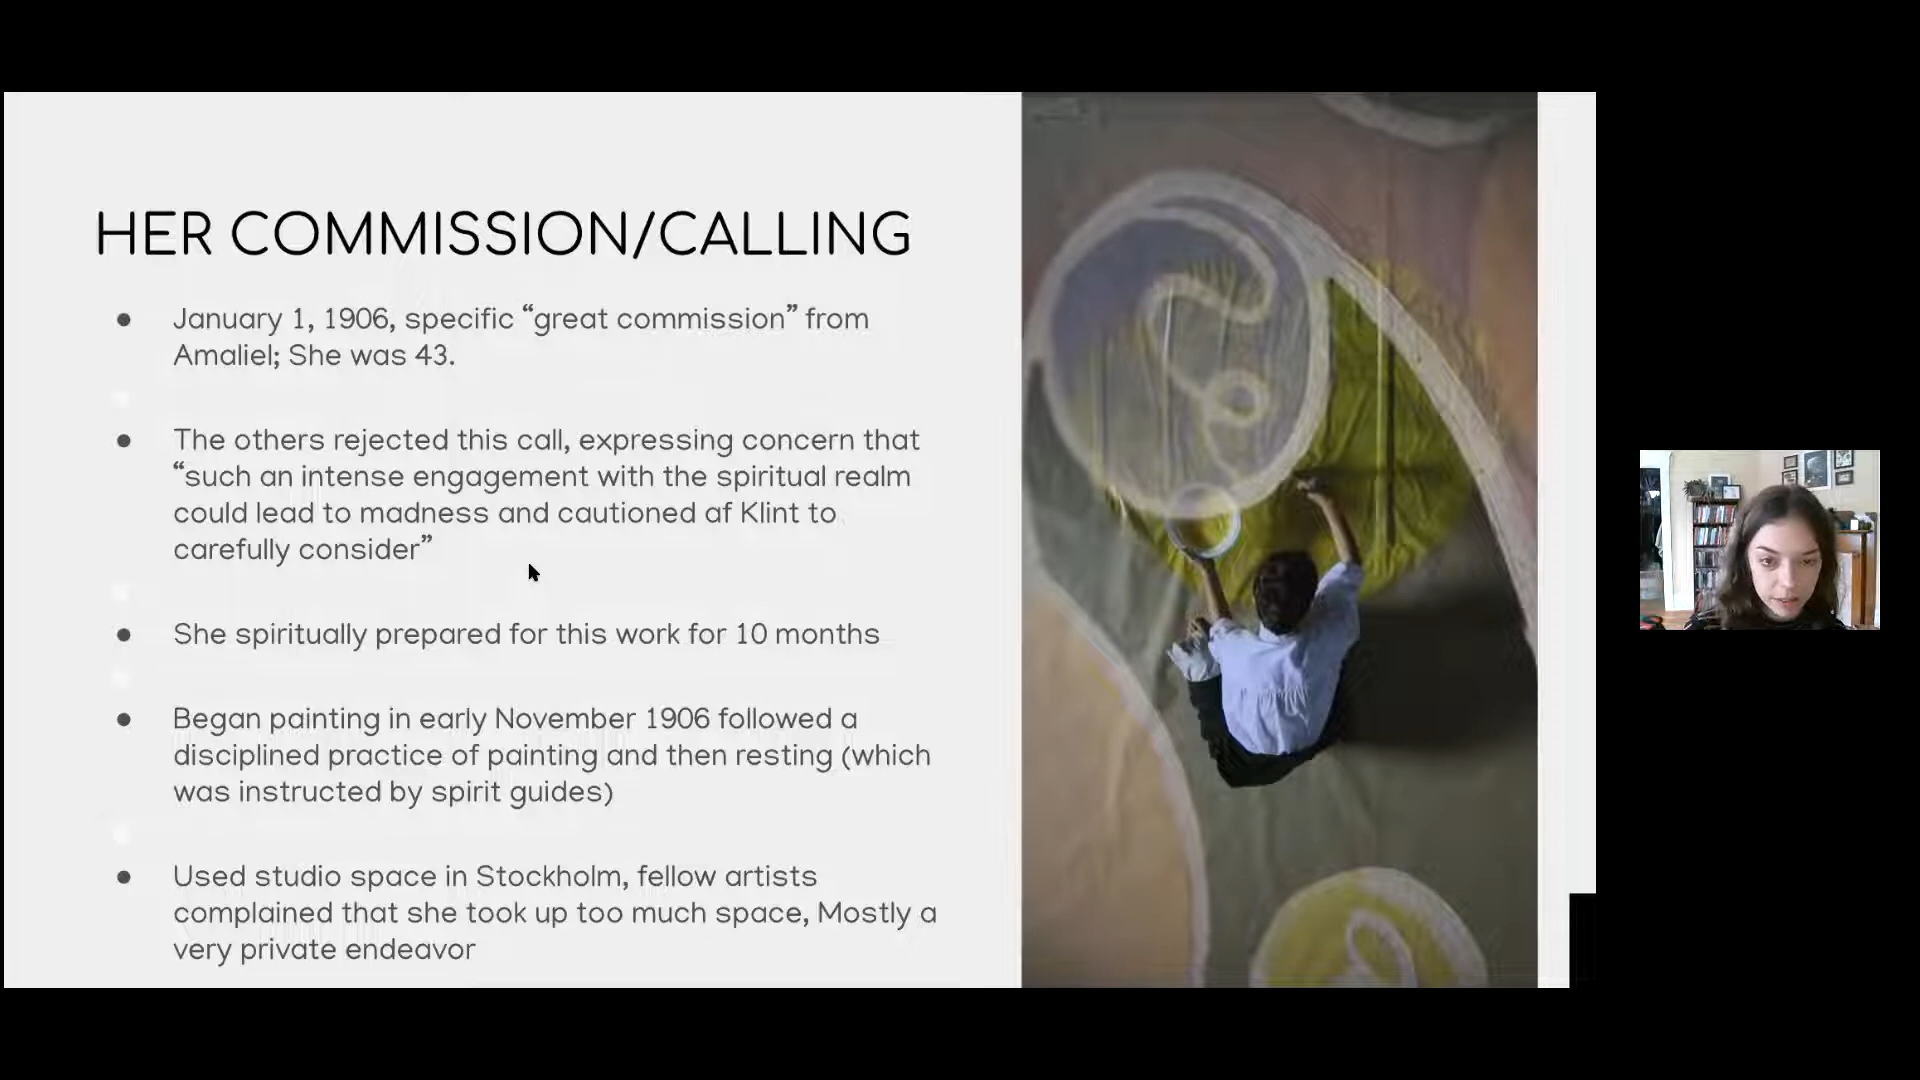 HER COMMISSION/CALLING
● January 1, 1906, specific “great commission” from
Amaliel; She was 43.
● The others rejected this call, expressing concern that
“such an intense engagement with the spiritual realm
could lead to madness and cautioned af Klint to
carefully consider”
● She spiritually prepared for this work for 10 months
● Began painting in early November 1906 followed a
disciplined practice of painting and then resting (which
was instructed by spirit guides)
● Used studio space in Stockholm, fellow artists
complained that she took up too much space, Mostly a
very private endeavor